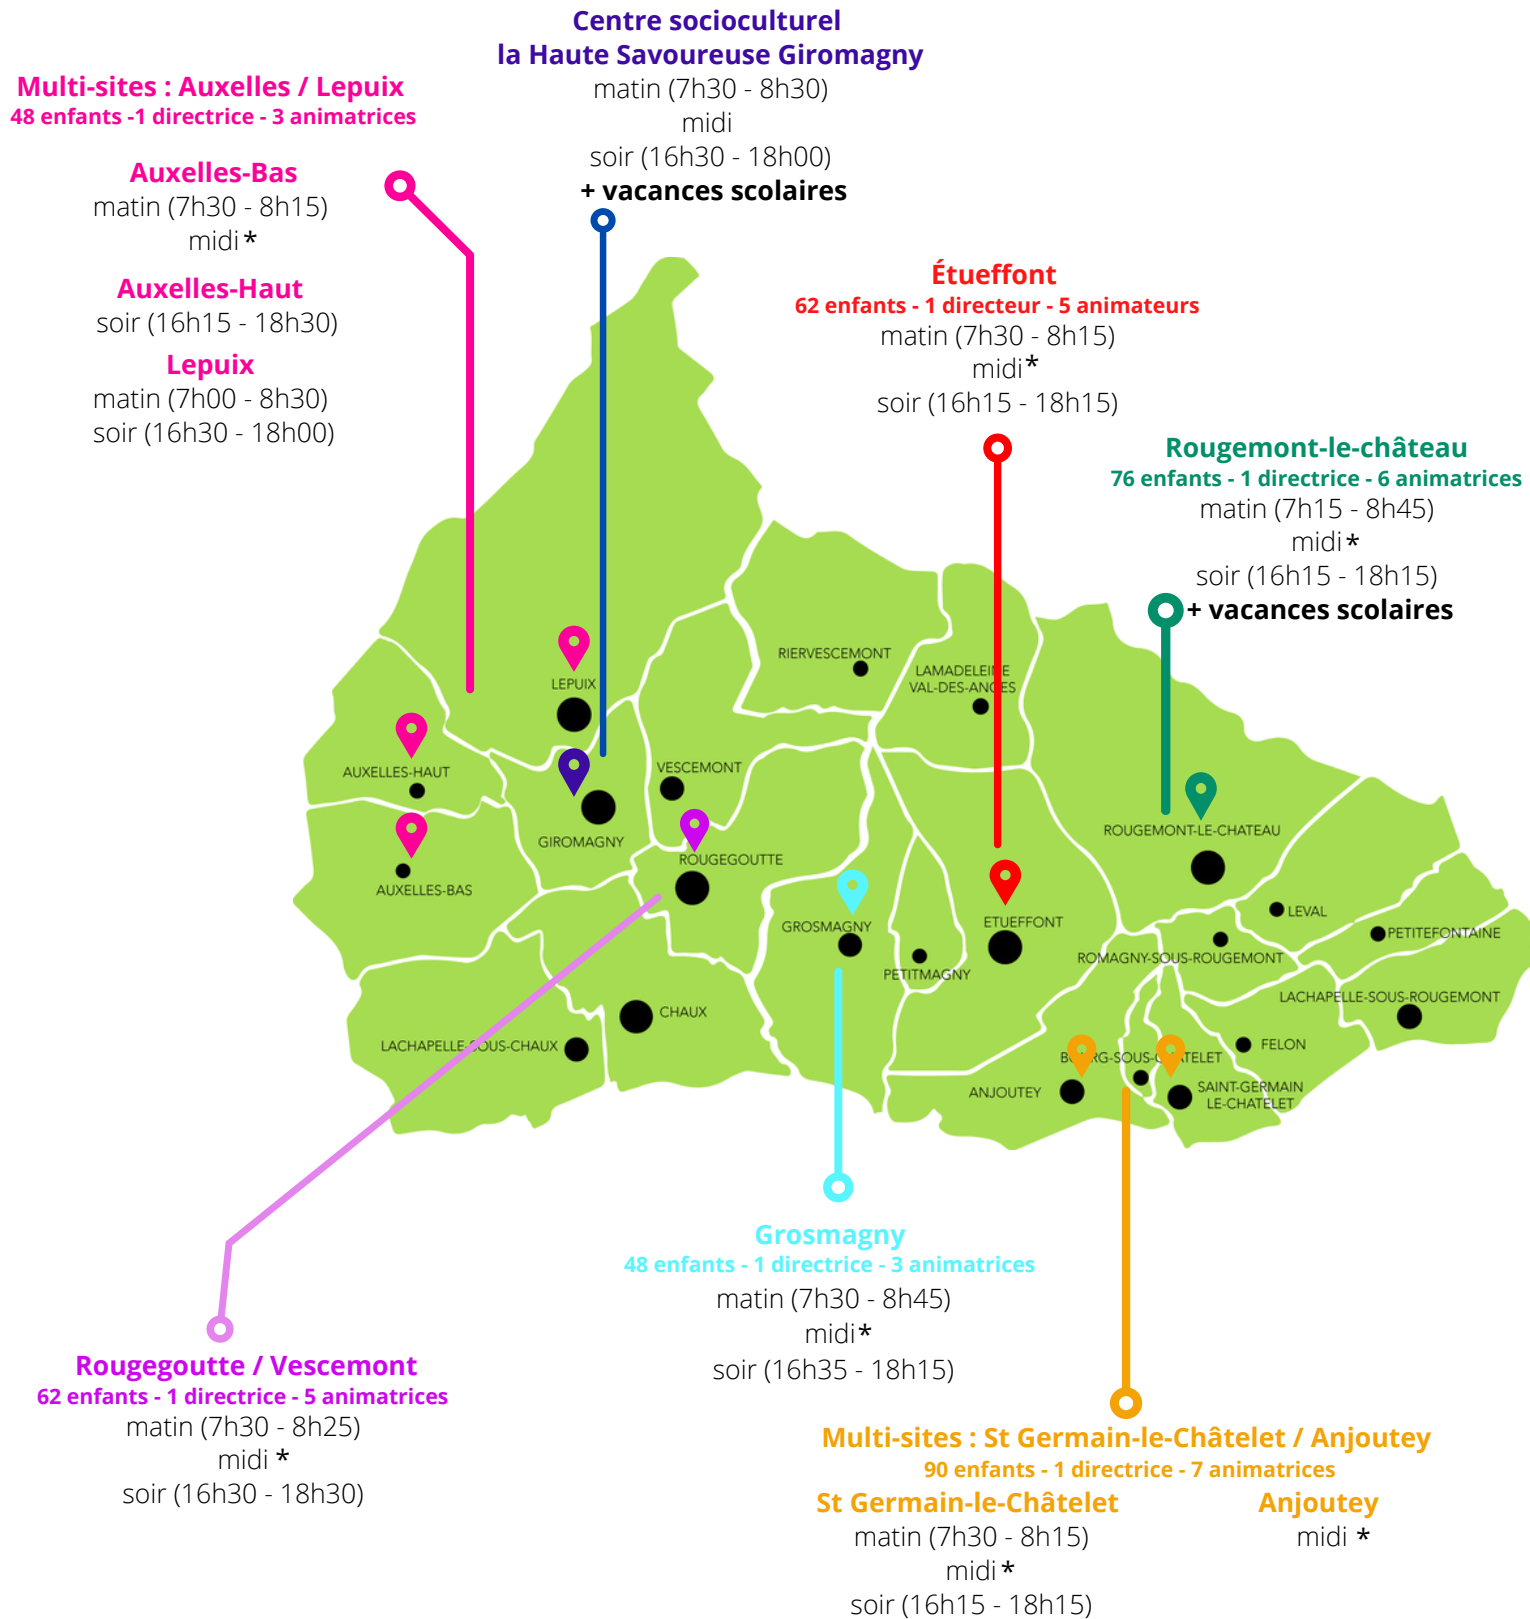 Centre socioculturel
la Haute Savoureuse Giromagny
matin (7h30 - 8h30)
midi
soir (16h30 - 18h00)
+ vacances scolaires
Multi-sites : Auxelles / Lepuix
48 enfants -1 directrice - 3 animatrices
Auxelles-Bas
matin (7h30 - 8h15)
midi *
Auxelles-Haut
soir (16h15 - 18h30)
Lepuix
matin (7h00 - 8h30)
soir (16h30 - 18h00)
Étueffont
62 enfants - 1 directeur - 5 animateurs
matin (7h30 - 8h15)
midi *
soir (16h15 - 18h15)
Rougemont-le-château
76 enfants - 1 directrice - 6 animatrices
matin (7h15 - 8h45)
midi *
soir (16h15 - 18h15)
+ vacances scolaires
RIERVESCEMONT
LAMADELEINE
VAL-DES-ANGES
LEPUIX
AUXELLES-HAUT
VESCEMONT
GIROMAGNY
ROUGEMONT-LE-CHATEAU
ROUGEGOUTTE
AUXELLES-BAS
GROSMAGNY
ETUEFFONT
LEVAL
PETITEFONTAINE
ROMAGNY-SOUS-ROUGEMONT
PETITMAGNY
LACHAPELLE-SOUS-ROUGEMONT
CHAUX
LACHAPELLE-SOUS-CHAUX
FELON
BOURG-SOUS-CHATELET
ANJOUTEY
SAINT-GERMAIN
LE-CHATELET
Grosmagny
48 enfants - 1 directrice - 3 animatrices
matin (7h30 - 8h45)
midi *
soir (16h35 - 18h15)
Rougegoutte / Vescemont
62 enfants - 1 directrice - 5 animatrices
matin (7h30 - 8h25)
midi *
soir (16h30 - 18h30)
Multi-sites : St Germain-le-Châtelet / Anjoutey
90 enfants - 1 directrice - 7 animatrices
St Germain-le-Châtelet
matin (7h30 - 8h15)
midi *
soir (16h15 - 18h15)
Anjoutey
midi *